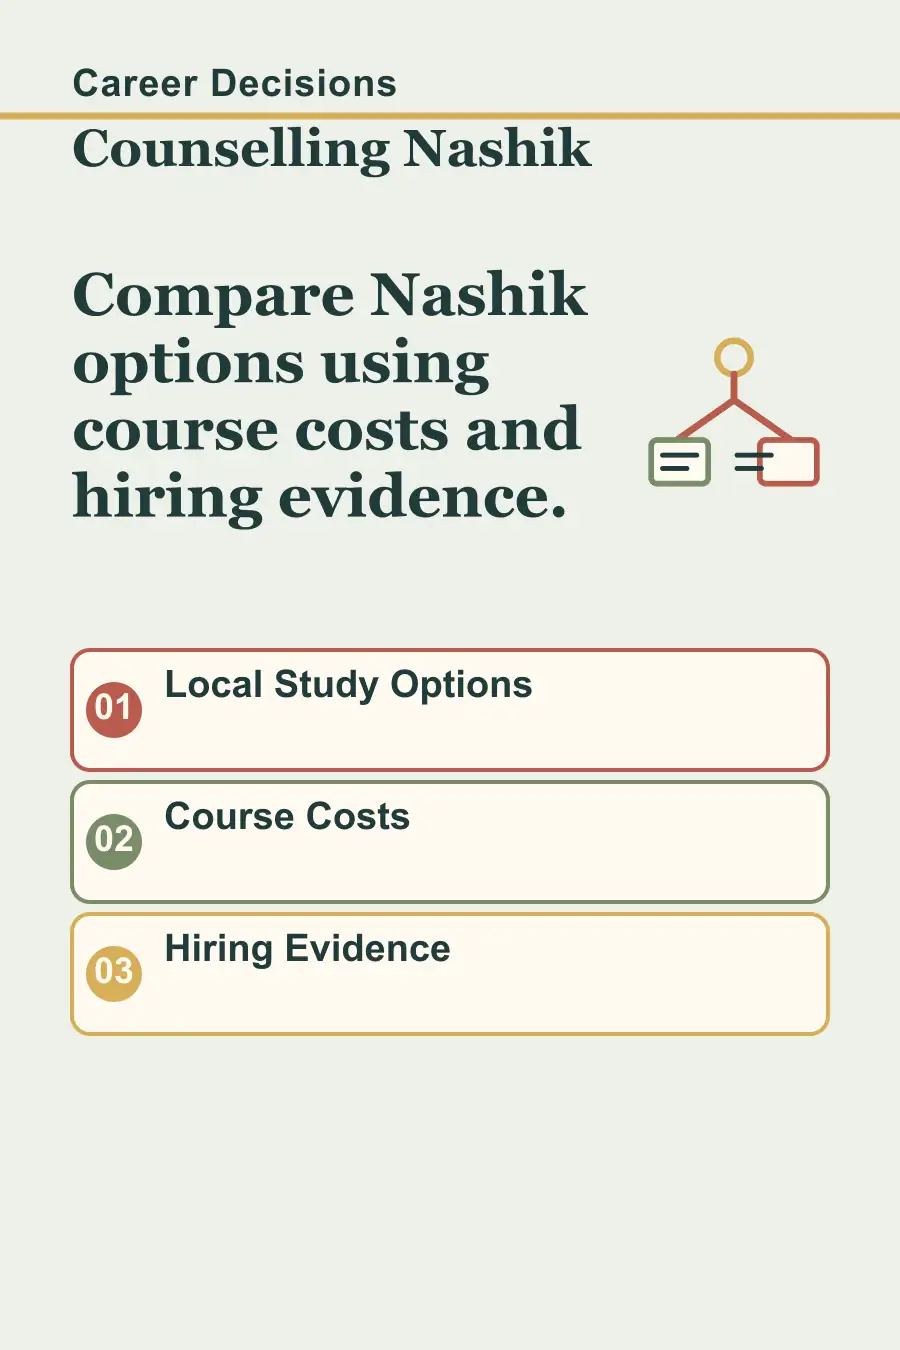 Career Decisions
Counselling Nashik
Compare Nashik
options using
course costs and
hiring evidence.
01
Local Study Options
02
Course Costs
03
Hiring Evidence